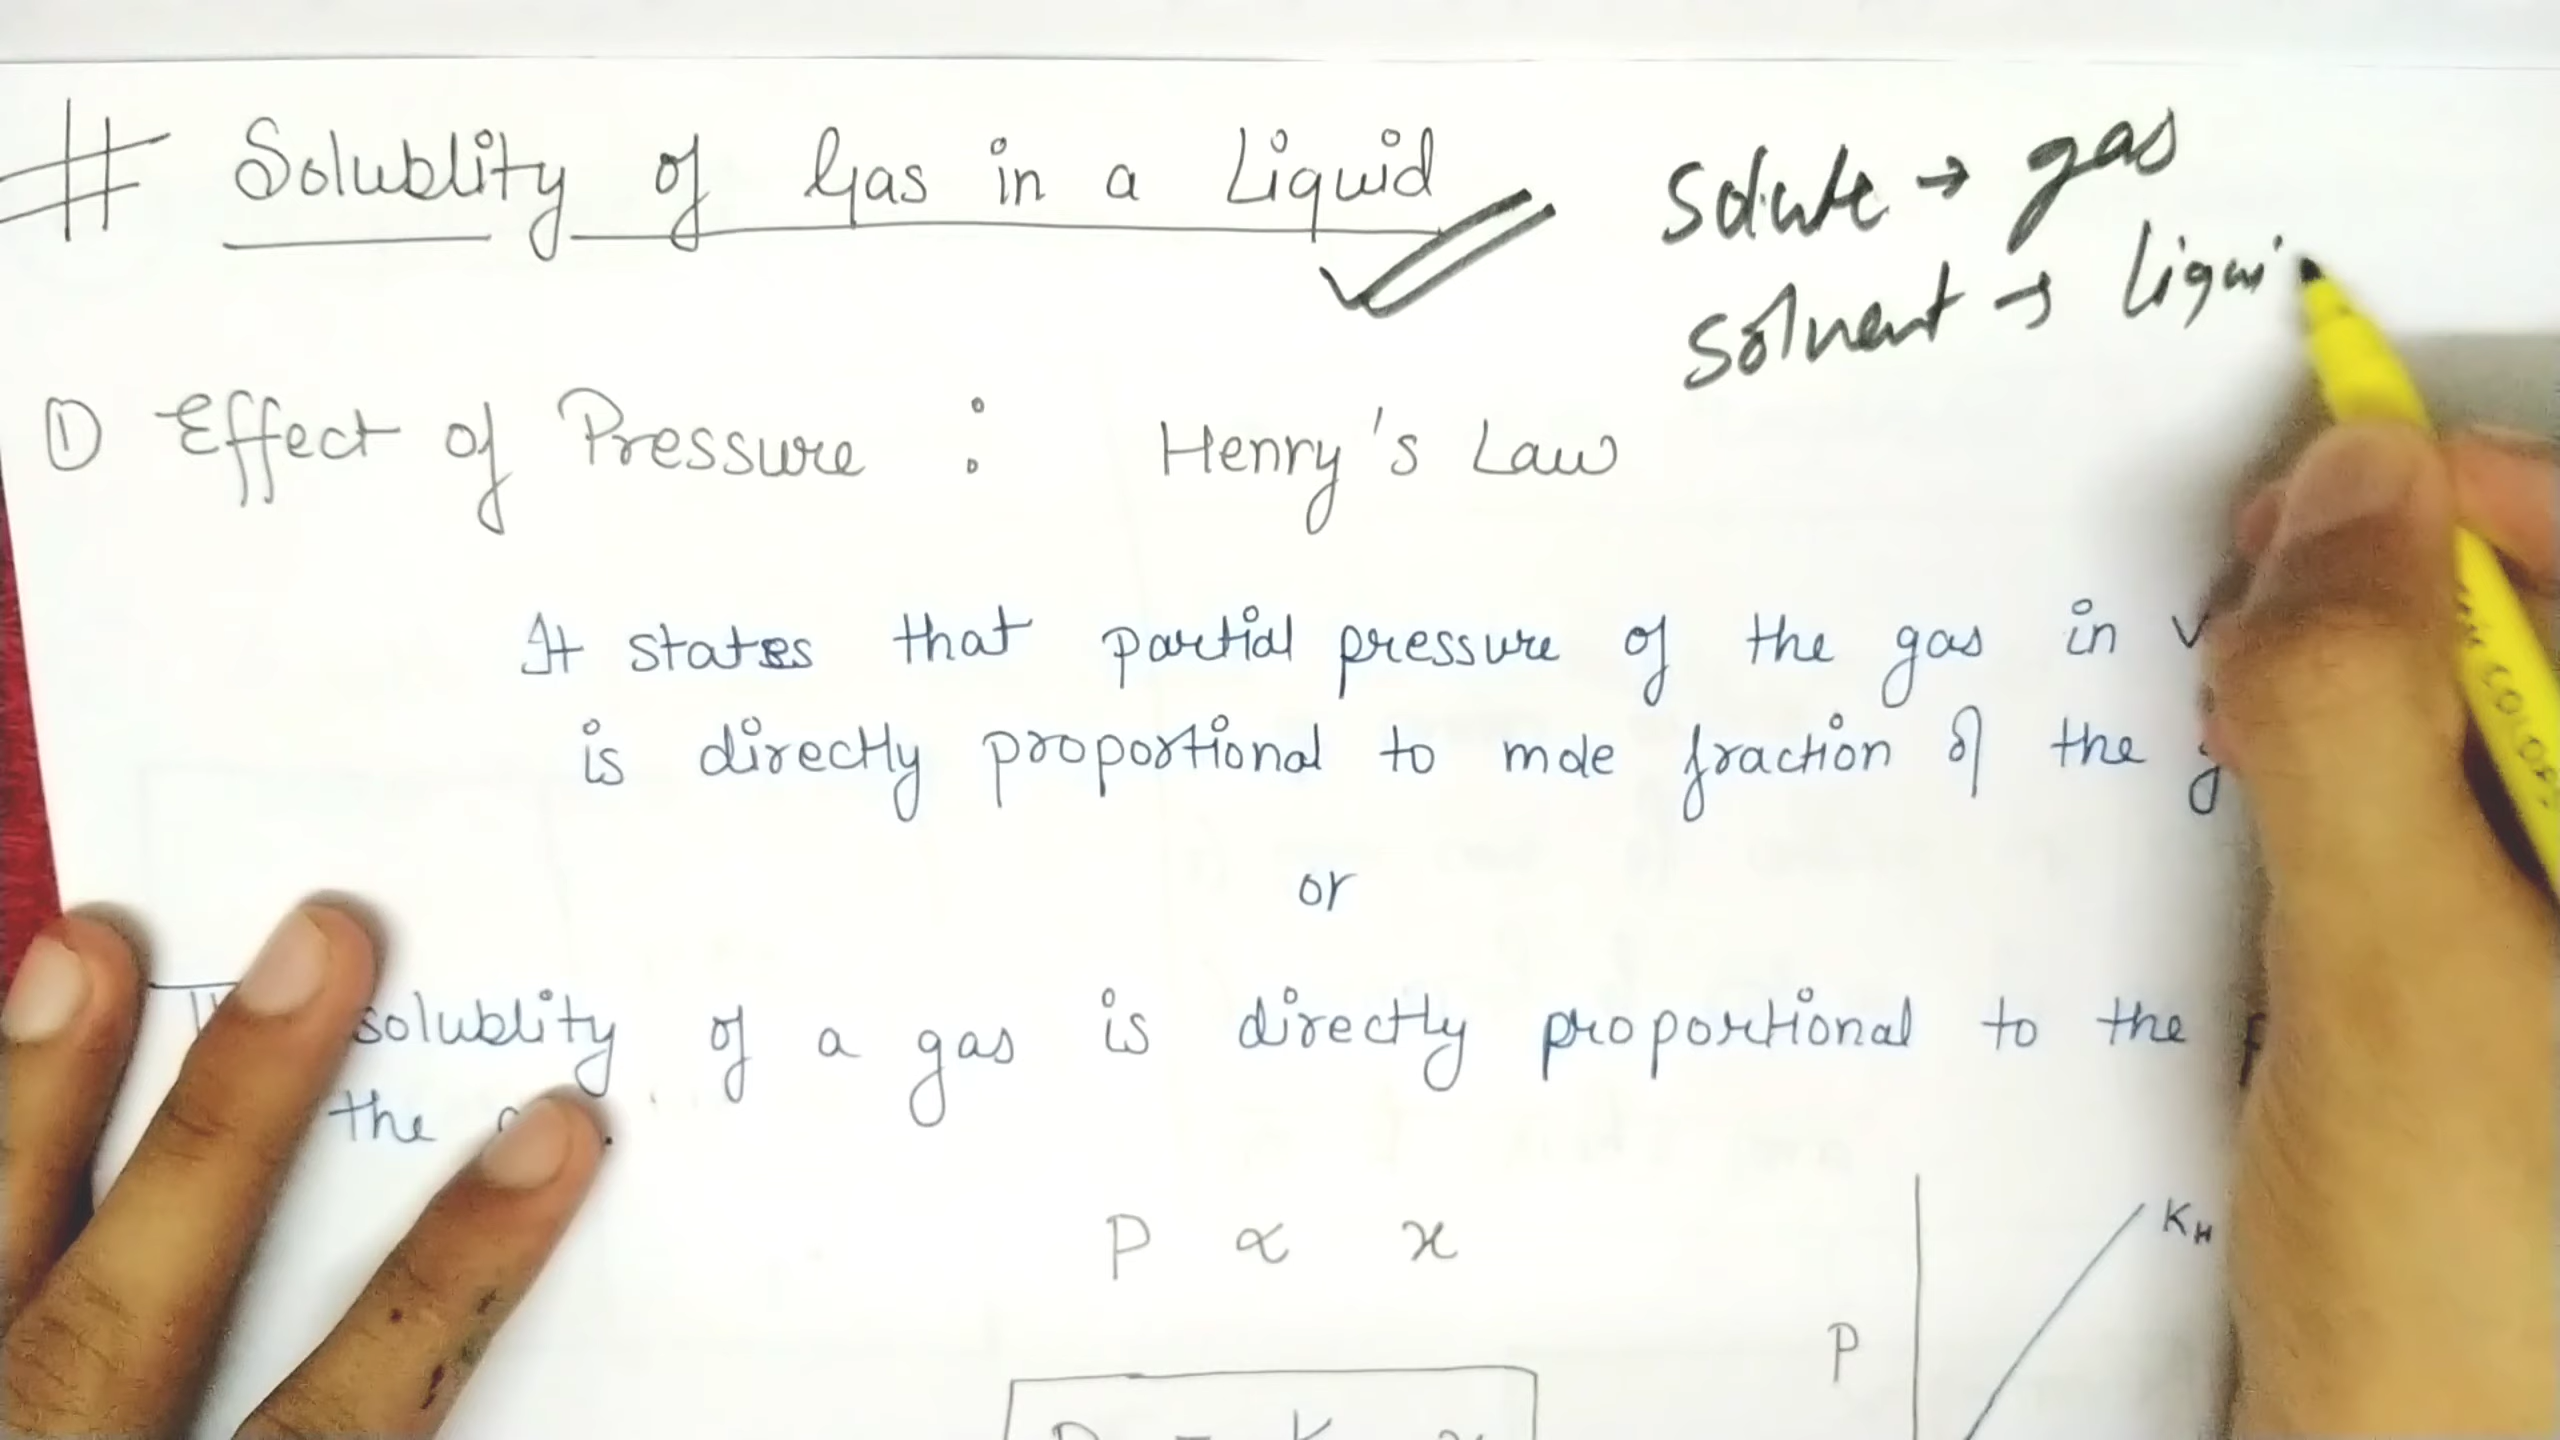 # Solublity of Gas in a Liquid
Solute → gas
Solvent → Liqui
① Effect of Pressure : Henry's Law
It states that partial pressure of the gas in
is directly proportional to mole fraction of the
or
solublity of a gas is directly proportional to the
the
P ∝ x
KH
P